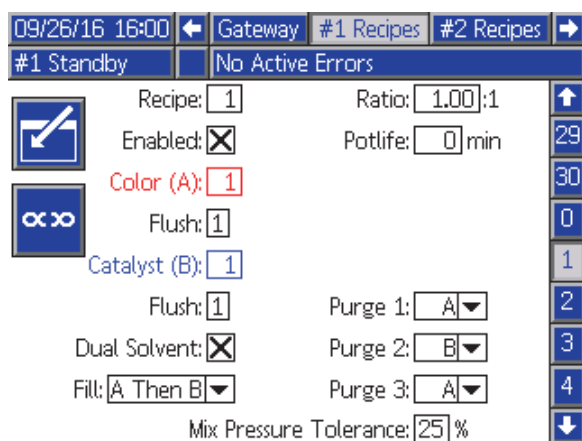 09/26/16 16:00 Gateway #1 Recipes #2 Recipes
#1 Standby No Active Errors
Recipe: 1 Ratio: 1.00:1
29
Enabled: X Potlife: 0 min
30
Color (A): 1
0
Flush: 1
1
Catalyst (B): 1
2
Flush: 1 Purge 1: A
3
Dual Solvent: X Purge 2: B
4
Fill: A Then B Purge 3: A
Mix Pressure Tolerance: 25 %